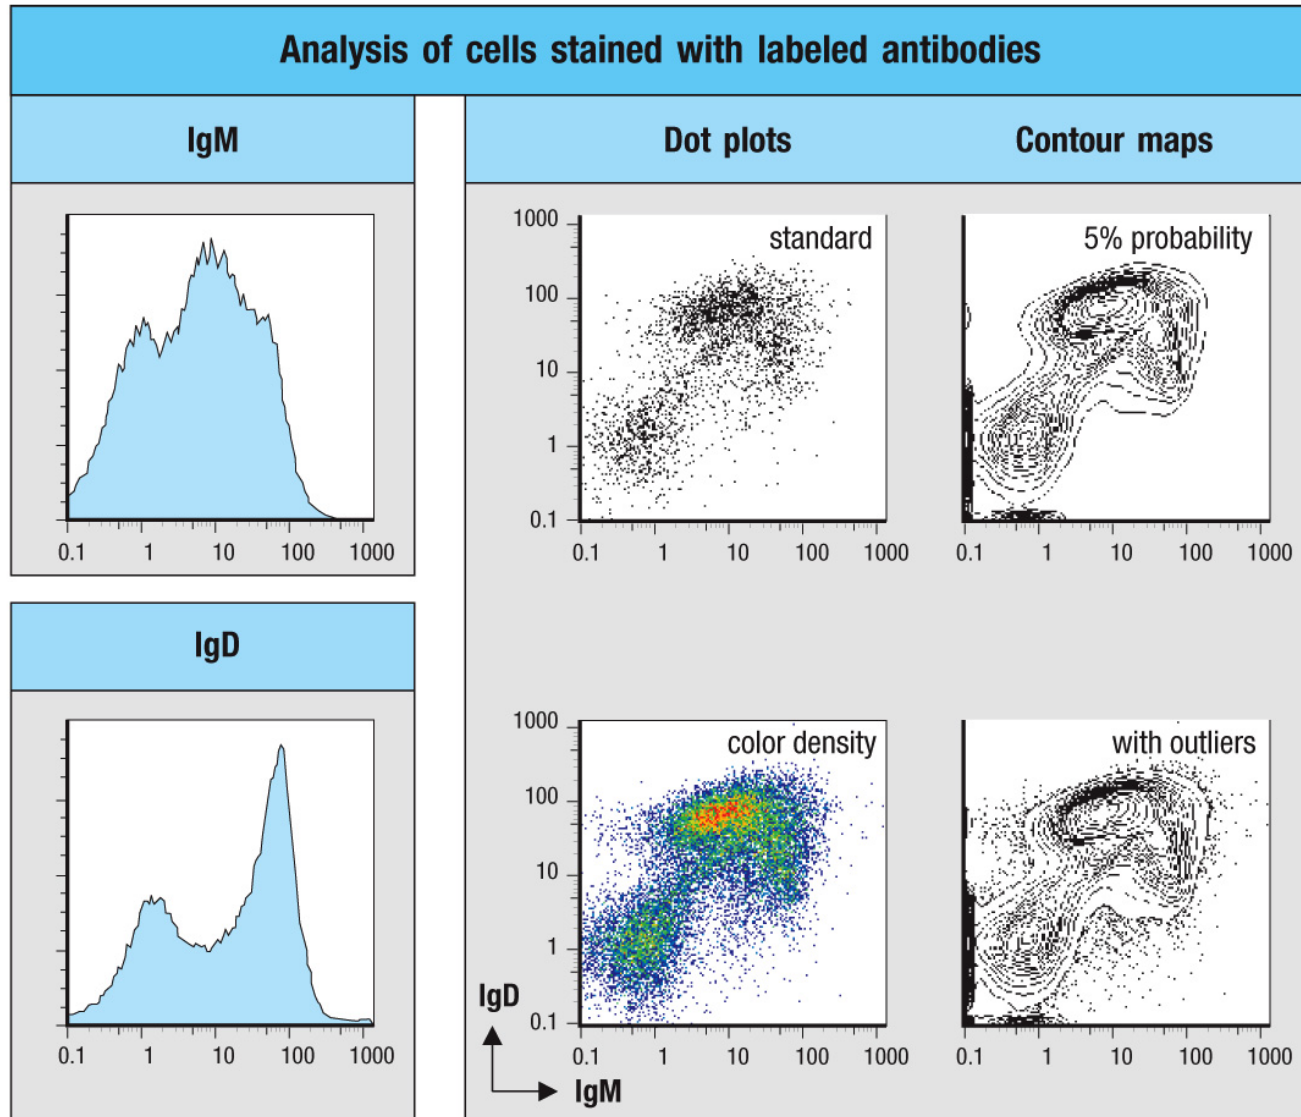 Analysis of cells stained with labeled antibodies
IgM
0.1 1 10 100 1000
IgD
0.1 1 10 100 1000
Dot plots
Contour maps
standard
1000
100
10
1
0.1
0.1 1 10 100 1000
5% probability
0.1 1 10 100 1000
color density
1000
100
10
1
0.1
0.1 1 10 100 1000
with outliers
0.1 1 10 100 1000
IgD
IgM